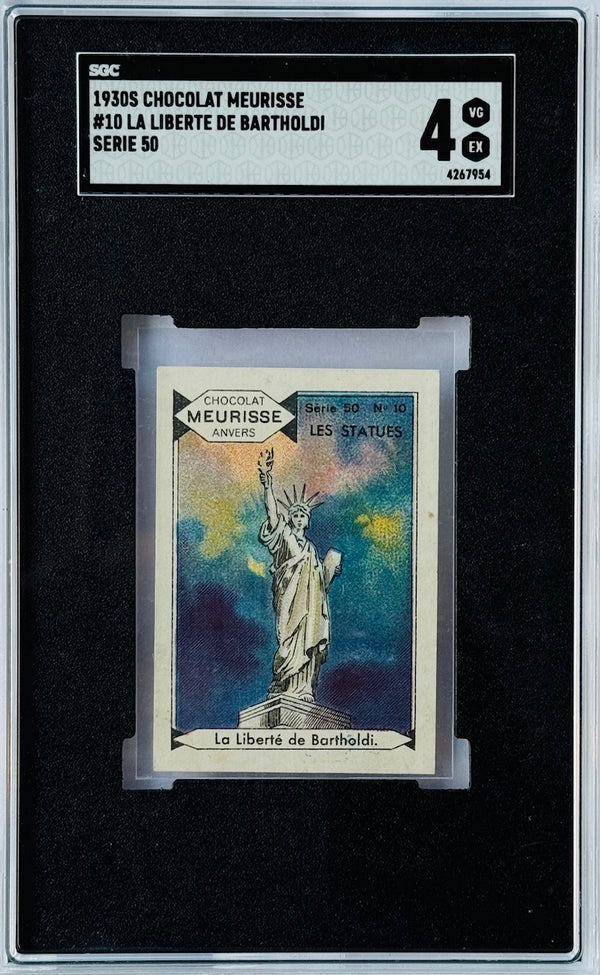 SGC
1930S CHOCOLAT MEURISSE
#10 LA LIBERTE DE BARTHOLDI
SERIE 50
4
VG
EX
4267954
CHOCOLAT
MEURISSE
ANVERS
Série 50 No 10
LES STATUES
La Liberté de Bartholdi.